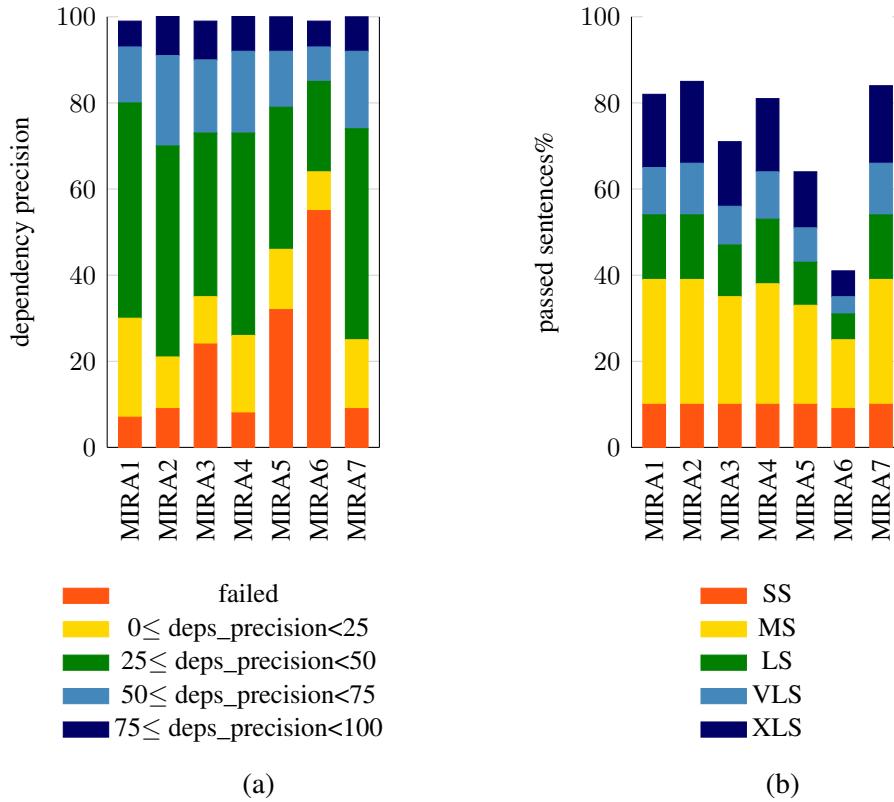 dependency precision
100
80
60
40
20
0
MIRA1
MIRA2
MIRA3
MIRA4
MIRA5
MIRA6
MIRA7
failed
0≤ deps_precision<25
25≤ deps_precision<50
50≤ deps_precision<75
75≤ deps_precision<100
(a)
passed sentences%
100
80
60
40
20
0
MIRA1
MIRA2
MIRA3
MIRA4
MIRA5
MIRA6
MIRA7
SS
MS
LS
VLS
XLS
(b)